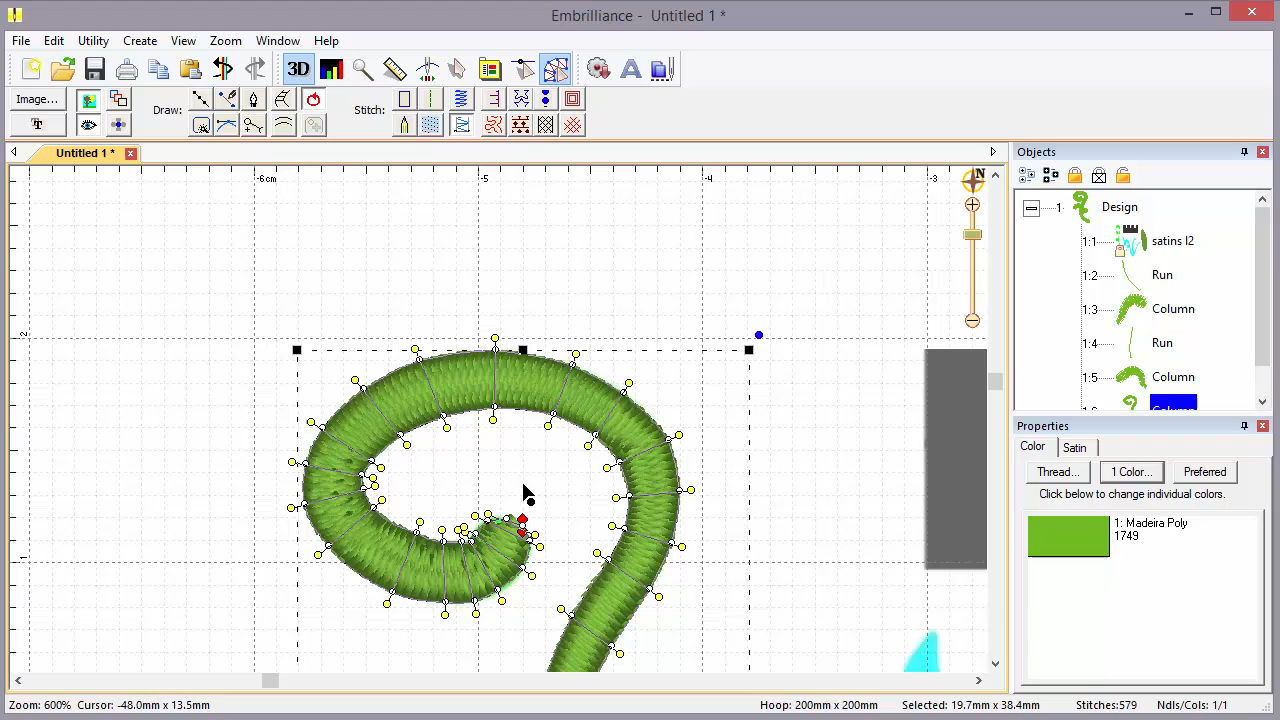 Embrilliance - Untitled 1 *
File Edit Utility Create View Zoom Window Help
3D
Image... Draw: Stitch:
Untitled 1 *
Objects
-6cm -5 -4 -3
N
1 Design
1:1 satins l2
1:2 Run
1:3 Column
1:4 Run
1:5 Column
2
Properties
Color Satin
Thread... 1 Color... Preferred
Click below to change individual colors.
1: Madeira Poly
1749
1
Zoom: 600% Cursor: -48.0mm x 13.5mm Hoop: 200mm x 200mm Selected: 19.7mm x 38.4mm Stitches:579 Ndls/Cols: 1/1